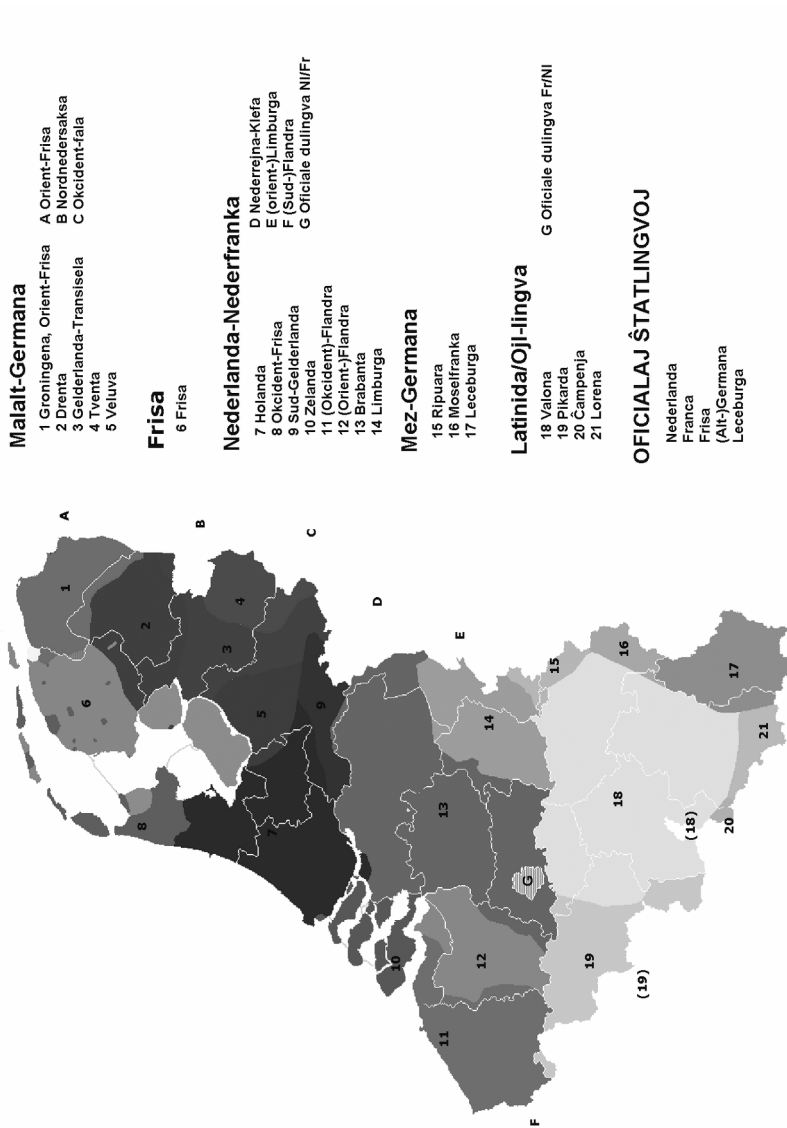 Malalt-Germana
1 Groningena, Orient-Frisa
2 Drenta
3 Gelderlanda-Transisela
4 Tventa
5 Veluva
A Orient-Frisa
B Nordnedersaksa
C Okcident-fala
Frisa
6 Frisa
Nederlanda-Nederfranka
7 Holanda
8 Okcident-Frisa
9 Sud-Gelderlanda
10 Zelanda
11 (Okcident)-Flandra
12 (Orient-)Flandra
13 Brabanta
14 Limburga
D Nederrejna-Klefa
E (orient-)Limburga
F (Sud-)Flandra
G Oficiale dulingva Nl/Fr
Mez-Germana
15 Ripuara
16 Moselfranka
17 Leceburga
Latinida/Ojl-lingva
18 Valona
19 Pikarda
20 Ĉampenja
21 Lorena
G Oficiale dulingva Fr/Nl
OFICIALAJ ŜTATLINGVOJ
Nederlanda
Franca
Frisa
(Alt-)Germana
Leceburga
1
A
6
2
B
8
3
4
5
C
7
9
D
10
13
E
11
12
14
G
15
F
16
19
18
17
(19)
(18)
20
21